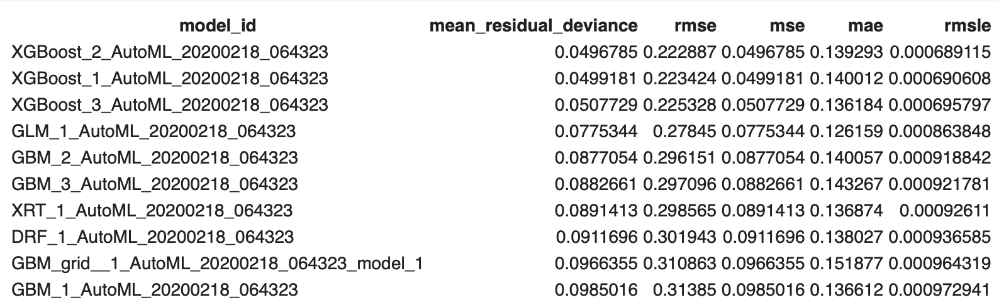 model_id mean_residual_deviance rmse mse mae rmsle
XGBoost_2_AutoML_20200218_064323 0.0496785 0.222887 0.0496785 0.139293 0.000689115
XGBoost_1_AutoML_20200218_064323 0.0499181 0.223424 0.0499181 0.140012 0.000690608
XGBoost_3_AutoML_20200218_064323 0.0507729 0.225328 0.0507729 0.136184 0.000695797
GLM_1_AutoML_20200218_064323 0.0775344 0.27845 0.0775344 0.126159 0.000863848
GBM_2_AutoML_20200218_064323 0.0877054 0.296151 0.0877054 0.140057 0.000918842
GBM_3_AutoML_20200218_064323 0.0882661 0.297096 0.0882661 0.143267 0.000921781
XRT_1_AutoML_20200218_064323 0.0891413 0.298565 0.0891413 0.136874 0.00092611
DRF_1_AutoML_20200218_064323 0.0911696 0.301943 0.0911696 0.138027 0.000936585
GBM_grid__1_AutoML_20200218_064323_model_1 0.0966355 0.310863 0.0966355 0.151877 0.000964319
GBM_1_AutoML_20200218_064323 0.0985016 0.31385 0.0985016 0.136612 0.000972941